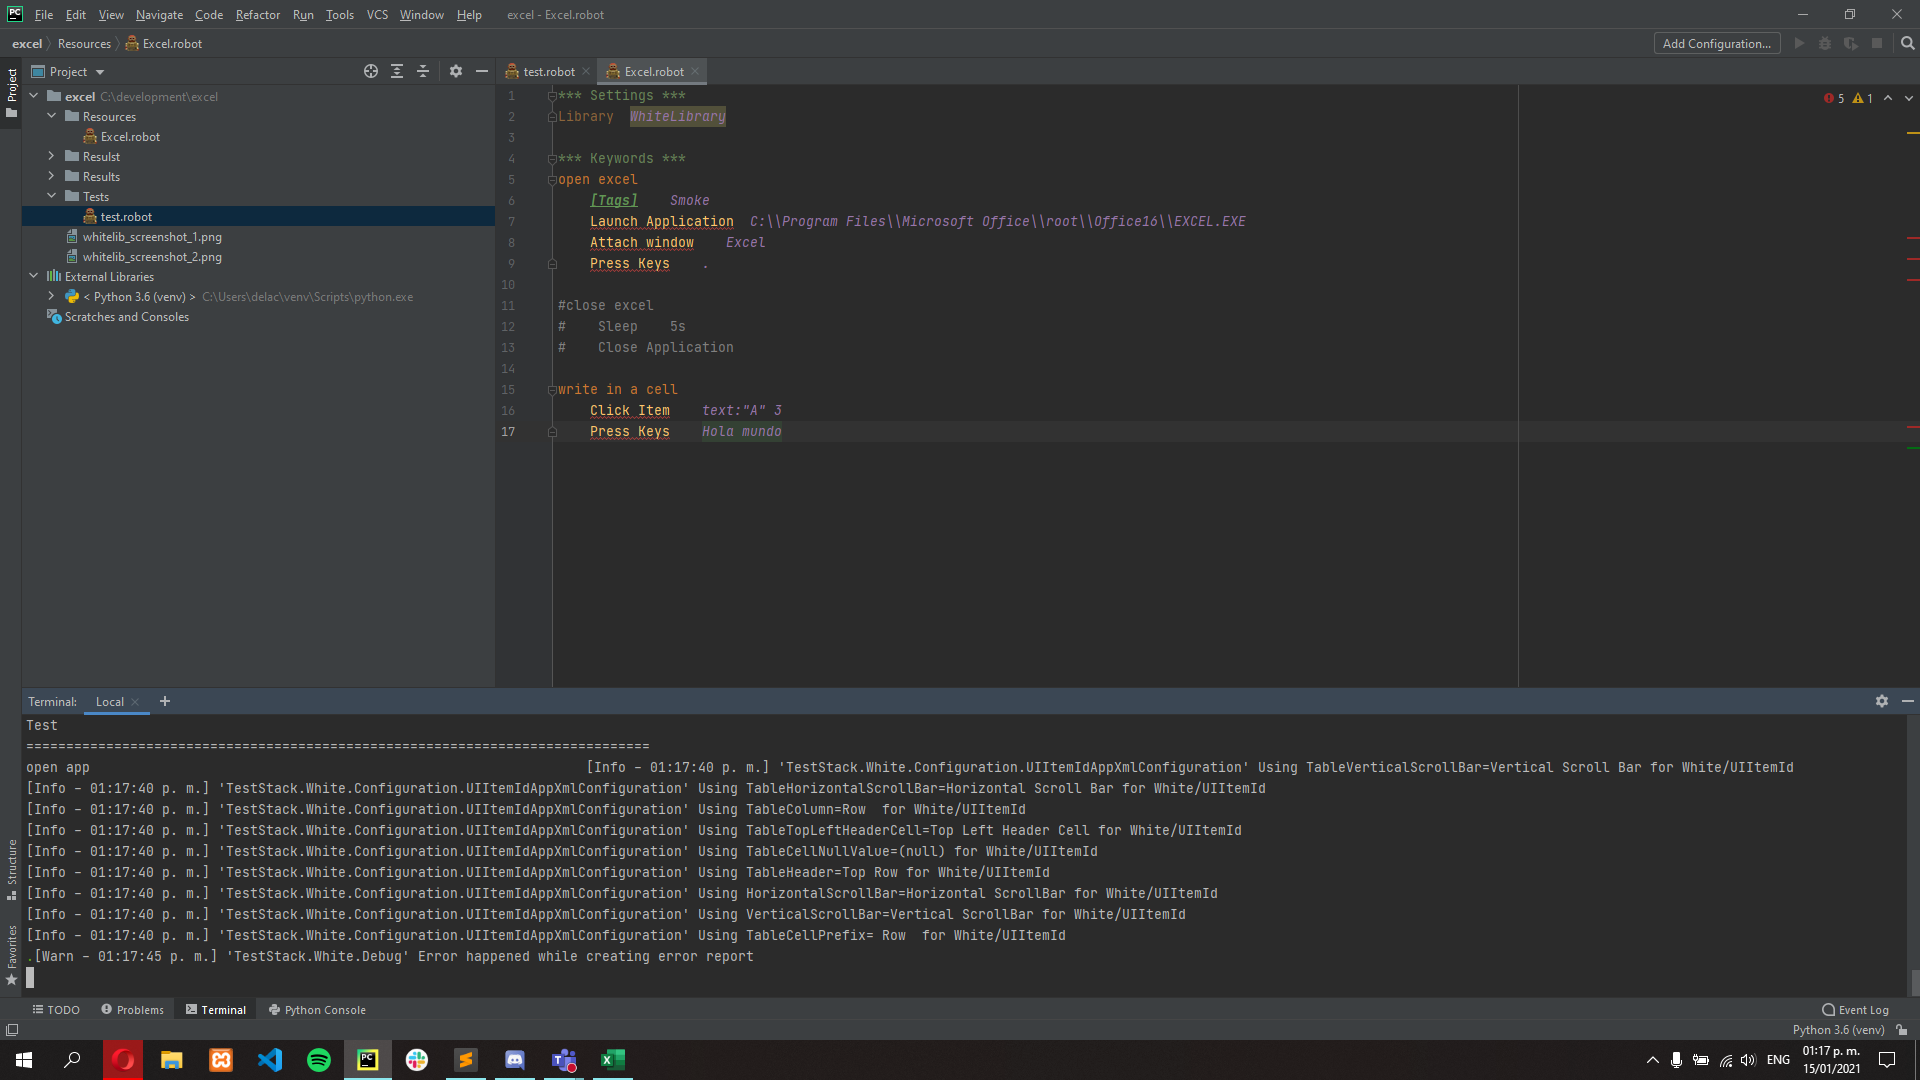 File Edit View Navigate Code Refactor Run Tools VCS Window Help excel - Excel.robot
excel Resources Excel.robot Add Configuration...
Project
Project
excel C:\development\excel
Resources
Excel.robot
Resulst
Results
Tests
test.robot
whitelib_screenshot_1.png
whitelib_screenshot_2.png
External Libraries
< Python 3.6 (venv) > C:\Users\delac\venv\Scripts\python.exe
Scratches and Consoles
test.robot Excel.robot
5 1
1 *** Settings ***
2 Library WhiteLibrary
3
4 *** Keywords ***
5 open excel
6 [Tags] Smoke
7 Launch Application C:\\Program Files\\Microsoft Office\\root\\Office16\\EXCEL.EXE
8 Attach window Excel
9 Press Keys .
10
11 #close excel
12 # Sleep 5s
13 # Close Application
14
15 write in a cell
16 Click Item text:"A" 3
17 Press Keys Hola mundo
Terminal: Local
Test
==============================================================================
open app [Info - 01:17:40 p. m.] 'TestStack.White.Configuration.UIItemIdAppXmlConfiguration' Using TableVerticalScrollBar=Vertical Scroll Bar for White/UIItemId
[Info - 01:17:40 p. m.] 'TestStack.White.Configuration.UIItemIdAppXmlConfiguration' Using TableHorizontalScrollBar=Horizontal Scroll Bar for White/UIItemId
[Info - 01:17:40 p. m.] 'TestStack.White.Configuration.UIItemIdAppXmlConfiguration' Using TableColumn=Row  for White/UIItemId
[Info - 01:17:40 p. m.] 'TestStack.White.Configuration.UIItemIdAppXmlConfiguration' Using TableTopLeftHeaderCell=Top Left Header Cell for White/UIItemId
[Info - 01:17:40 p. m.] 'TestStack.White.Configuration.UIItemIdAppXmlConfiguration' Using TableCellNullValue=(null) for White/UIItemId
[Info - 01:17:40 p. m.] 'TestStack.White.Configuration.UIItemIdAppXmlConfiguration' Using TableHeader=Top Row for White/UIItemId
[Info - 01:17:40 p. m.] 'TestStack.White.Configuration.UIItemIdAppXmlConfiguration' Using HorizontalScrollBar=Horizontal ScrollBar for White/UIItemId
[Info - 01:17:40 p. m.] 'TestStack.White.Configuration.UIItemIdAppXmlConfiguration' Using VerticalScrollBar=Vertical ScrollBar for White/UIItemId
[Info - 01:17:40 p. m.] 'TestStack.White.Configuration.UIItemIdAppXmlConfiguration' Using TableCellPrefix= Row  for White/UIItemId
.[Warn - 01:17:45 p. m.] 'TestStack.White.Debug' Error happened while creating error report
Structure
Favorites
TODO Problems Terminal Python Console Event Log
Python 3.6 (venv)
ENG 01:17 p. m.
15/01/2021